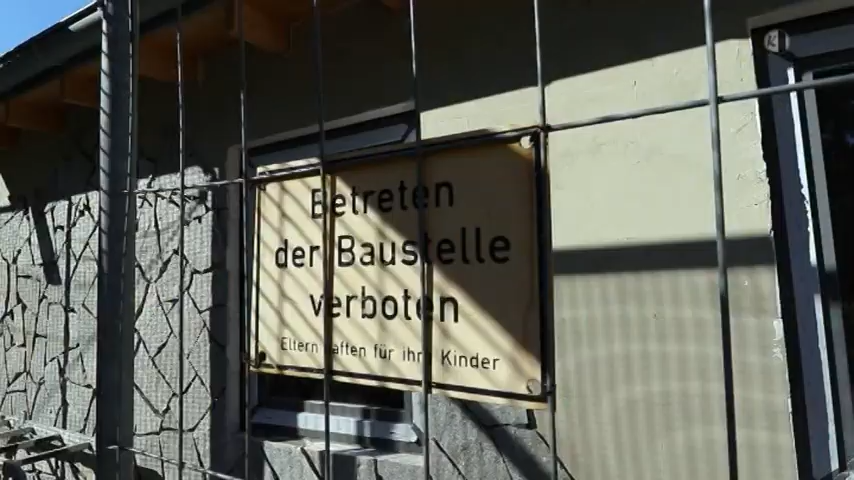 Betreten
der Baustelle
verboten
Eltern haften für ihre Kinder
K